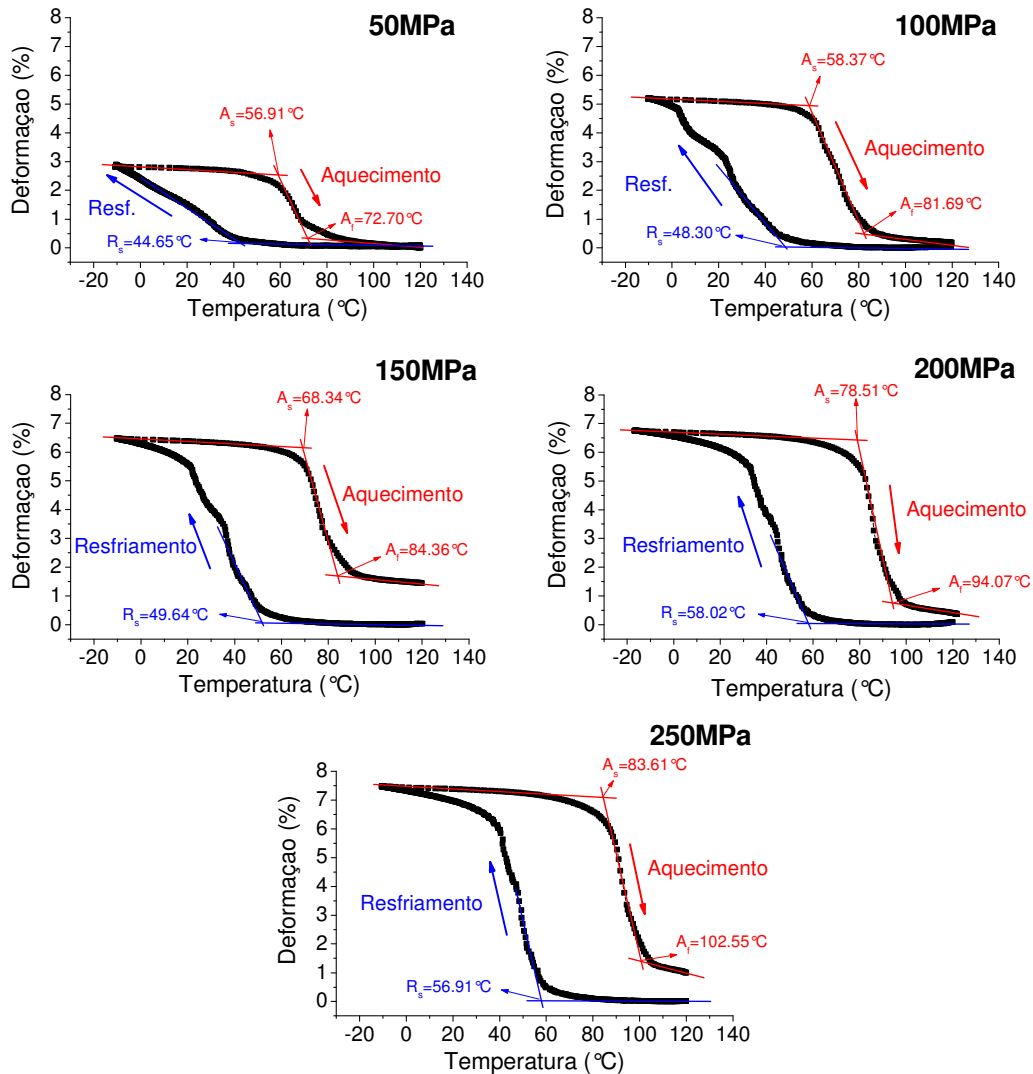 50MPa
8
7
6
5
4
3
2
1
0
Deformaçao (%)
A_s=56.91°C
Aquecimento
Resf.
A_f=72.70°C
R_s=44.65°C
-20 0 20 40 60 80 100 120 140
Temperatura (°C)
100MPa
8
7
6
5
4
3
2
1
0
Deformaçao (%)
A_s=58.37°C
Aquecimento
Resf.
A_f=81.69°C
R_s=48.30°C
-20 0 20 40 60 80 100 120 140
Temperatura (°C)
150MPa
8
7
6
5
4
3
2
1
0
Deformaçao (%)
A_s=68.34°C
Aquecimento
Resfriamento
A_f=84.36°C
R_s=49.64°C
-20 0 20 40 60 80 100 120 140
Temperatura (°C)
200MPa
8
7
6
5
4
3
2
1
0
Deformaçao (%)
A_s=78.51°C
Aquecimento
Resfriamento
A_f=94.07°C
R_s=58.02°C
-20 0 20 40 60 80 100 120 140
Temperatura (°C)
250MPa
8
7
6
5
4
3
2
1
0
Deformaçao (%)
A_s=83.61°C
Aquecimento
Resfriamento
A_f=102.55°C
R_s=56.91°C
-20 0 20 40 60 80 100 120 140
Temperatura (°C)